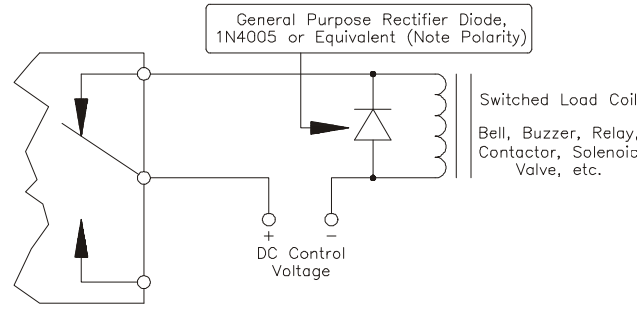 General Purpose Rectifier Diode,
1N4005 or Equivalent (Note Polarity)
Switched Load Coil
Bell, Buzzer, Relay,
Contactor, Solenoid
Valve, etc.
+ −
DC Control
Voltage